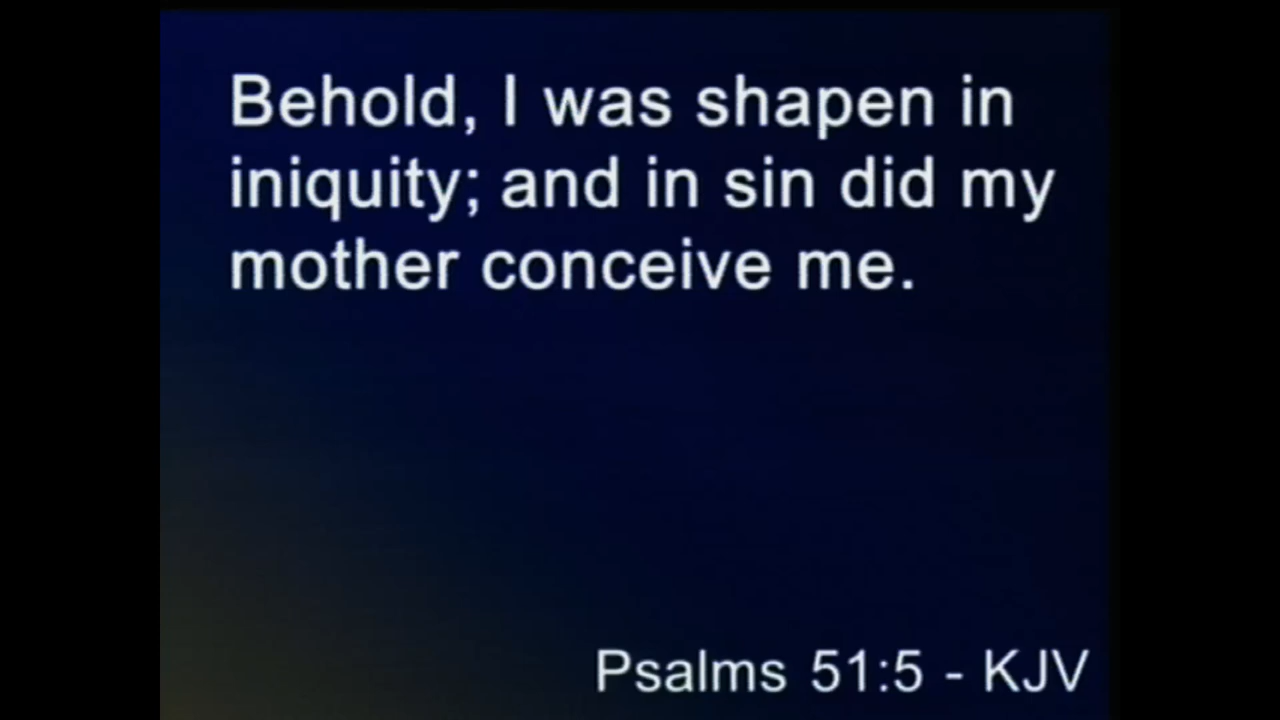 Behold, I was shapen in
iniquity; and in sin did my
mother conceive me.
Psalms 51:5 - KJV